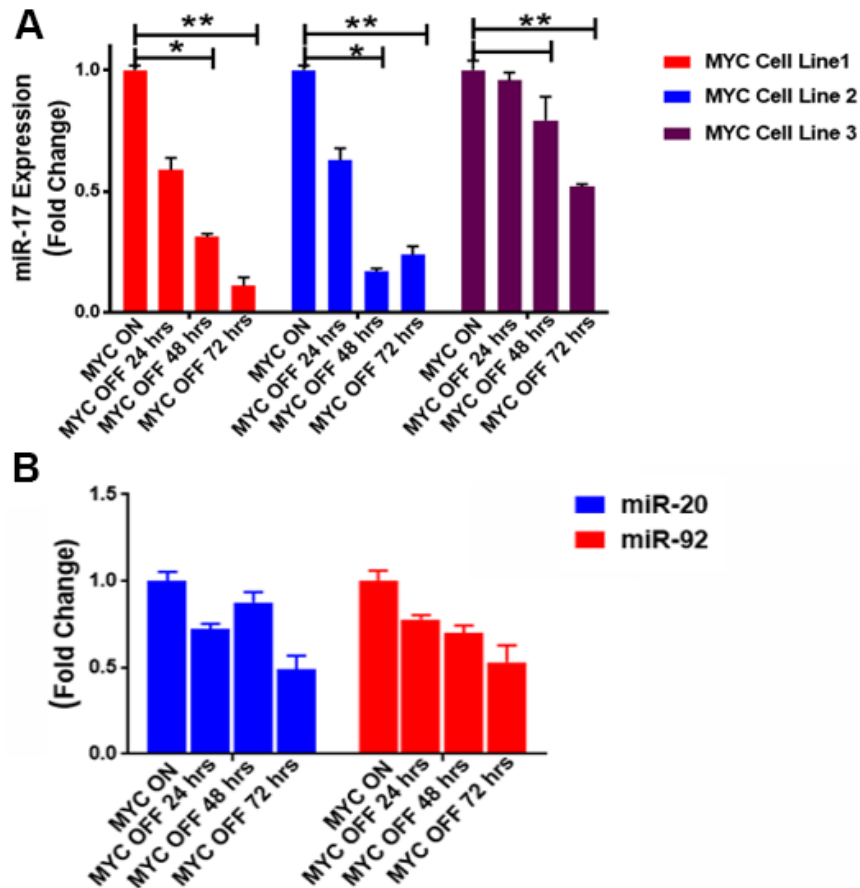 A
** ** **
* *
MYC Cell Line1
MYC Cell Line 2
MYC Cell Line 3
miR-17 Expression
(Fold Change)
1.0
0.5
0.0
MYC ON
MYC OFF 24 hrs
MYC OFF 48 hrs
MYC OFF 72 hrs
MYC ON
MYC OFF 24 hrs
MYC OFF 48 hrs
MYC OFF 72 hrs
MYC ON
MYC OFF 24 hrs
MYC OFF 48 hrs
MYC OFF 72 hrs
B
miR-20
miR-92
(Fold Change)
1.5
1.0
0.5
0.0
MYC ON
MYC OFF 24 hrs
MYC OFF 48 hrs
MYC OFF 72 hrs
MYC ON
MYC OFF 24 hrs
MYC OFF 48 hrs
MYC OFF 72 hrs